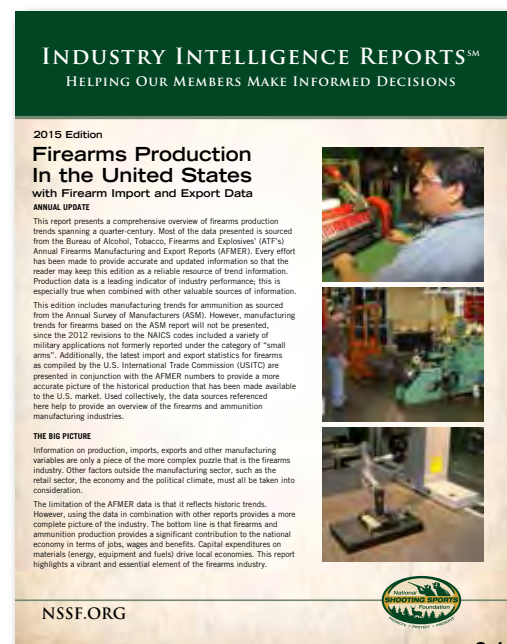 INDUSTRY INTELLIGENCE REPORTS℠
HELPING OUR MEMBERS MAKE INFORMED DECISIONS
2015 Edition
Firearms Production
In the United States
with Firearm Import and Export Data
ANNUAL UPDATE
This report presents a comprehensive overview of firearms production
trends spanning a quarter-century. Most of the data presented is sourced
from the Bureau of Alcohol, Tobacco, Firearms and Explosives' (ATF's)
Annual Firearms Manufacturing and Export Reports (AFMER). Every effort
has been made to provide accurate and updated information so that the
reader may keep this edition as a reliable resource of trend information.
Production data is a leading indicator of industry performance; this is
especially true when combined with other valuable sources of information.
This edition includes manufacturing trends for ammunition as sourced
from the Annual Survey of Manufacturers (ASM). However, manufacturing
trends for firearms based on the ASM report will not be presented,
since the 2012 revisions to the NAICS codes included a variety of
military applications not formerly reported under the category of "small
arms". Additionally, the latest import and export statistics for firearms
as compiled by the U.S. International Trade Commission (USITC) are
presented in conjunction with the AFMER numbers to provide a more
accurate picture of the historical production that has been made available
to the U.S. market. Used collectively, the data sources referenced
here help to provide an overview of the firearms and ammunition
manufacturing industries.
THE BIG PICTURE
Information on production, imports, exports and other manufacturing
variables are only a piece of the more complex puzzle that is the firearms
industry. Other factors outside the manufacturing sector, such as the
retail sector, the economy and the political climate, must all be taken into
consideration.
The limitation of the AFMER data is that it reflects historic trends.
However, using the data in combination with other reports provides a more
complete picture of the industry. The bottom line is that firearms and
ammunition production provides a significant contribution to the national
economy in terms of jobs, wages and benefits. Capital expenditures on
materials (energy, equipment and fuels) drive local economies. This report
highlights a vibrant and essential element of the firearms industry.
NSSF.ORG
National
SHOOTING SPORTS
Foundation
PROMOTE • PROTECT • PRESERVE